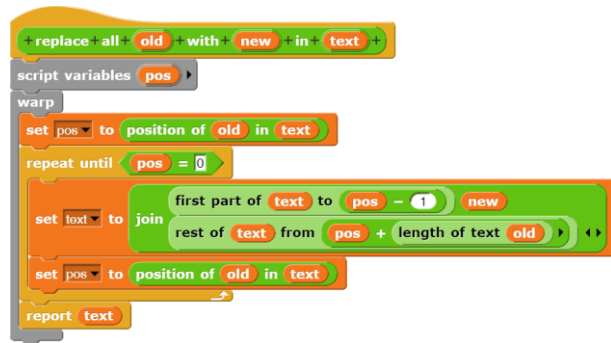 + replace + all + old + with + new + in + text +
script variables pos
warp
set pos to position of old in text
repeat until pos = 0
first part of text to pos - 1 new
set text to join
rest of text from pos + length of text old
set pos to position of old in text
report text